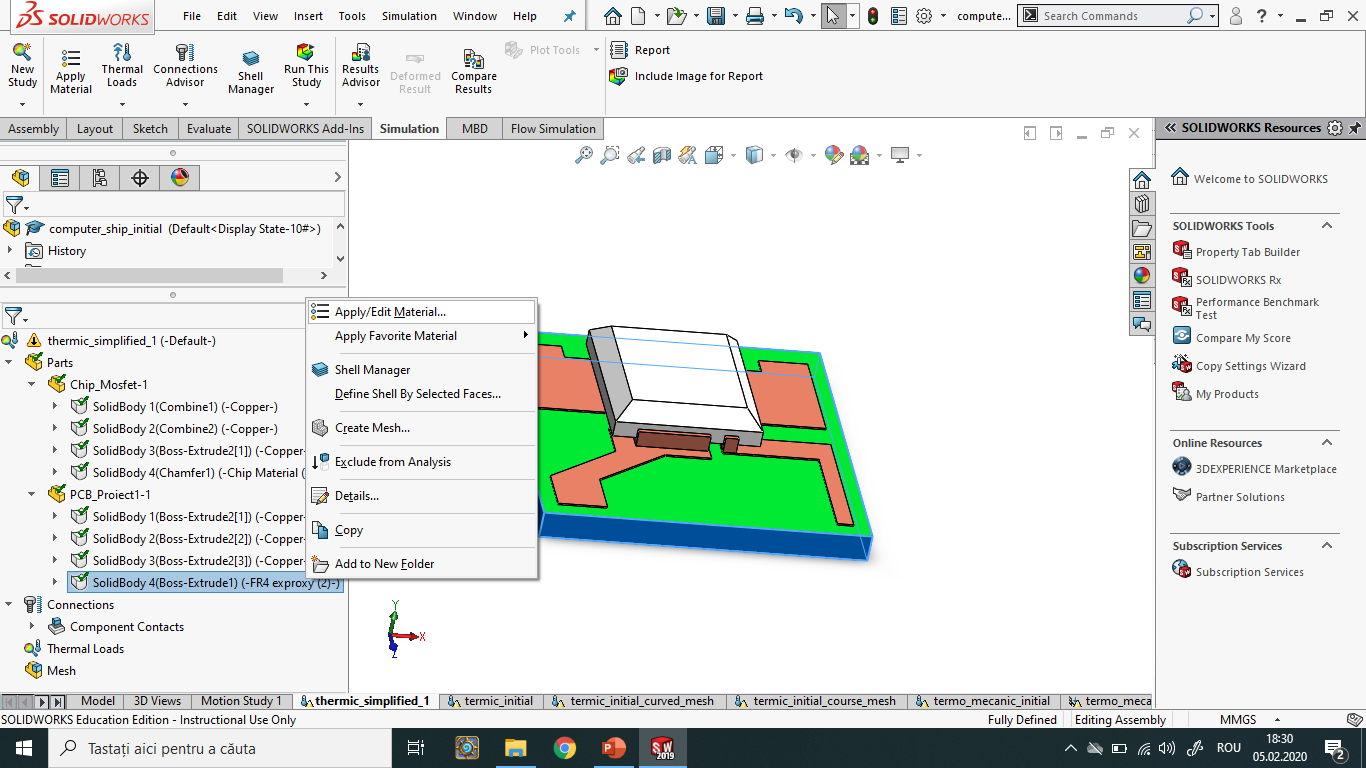 SOLIDWORKS
File Edit View Insert Tools Simulation Window Help
compute...
Search Commands
New Study
Apply Material
Thermal Loads
Connections Advisor
Shell Manager
Run This Study
Results Advisor
Deformed Result
Compare Results
Plot Tools
Report
Include Image for Report
Assembly Layout Sketch Evaluate SOLIDWORKS Add-Ins Simulation MBD Flow Simulation
computer_ship_initial (Default<Display State-10#>)
History
thermic_simplified_1 (-Default-)
Parts
Chip_Mosfet-1
SolidBody 1(Combine1) (-Copper-)
SolidBody 2(Combine2) (-Copper-)
SolidBody 3(Boss-Extrude2[1]) (-Copper-
SolidBody 4(Chamfer1) (-Chip Material (
PCB_Proiect1-1
SolidBody 1(Boss-Extrude2[1]) (-Copper-
SolidBody 2(Boss-Extrude2[2]) (-Copper-
SolidBody 3(Boss-Extrude2[3]) (-Copper-
SolidBody 4(Boss-Extrude1) (-FR4 exproxy (2)-)
Connections
Component Contacts
Thermal Loads
Mesh
Apply/Edit Material...
Apply Favorite Material
Shell Manager
Define Shell By Selected Faces...
Create Mesh...
Exclude from Analysis
Details...
Copy
Add to New Folder
Y
X
Z
SOLIDWORKS Resources
Welcome to SOLIDWORKS
SOLIDWORKS Tools
Property Tab Builder
SOLIDWORKS Rx
Performance Benchmark
Test
Compare My Score
Copy Settings Wizard
My Products
Online Resources
3DEXPERIENCE Marketplace
Partner Solutions
Subscription Services
Subscription Services
Model 3D Views Motion Study 1 thermic_simplified_1 termic_initial termic_initial_curved_mesh termic_initial_course_mesh termo_mecanic_initial termo_meca
SOLIDWORKS Education Edition - Instructional Use Only
Fully Defined Editing Assembly MMGS
Tastați aici pentru a căuta
SW 2019
ROU
18:30
05.02.2020
2